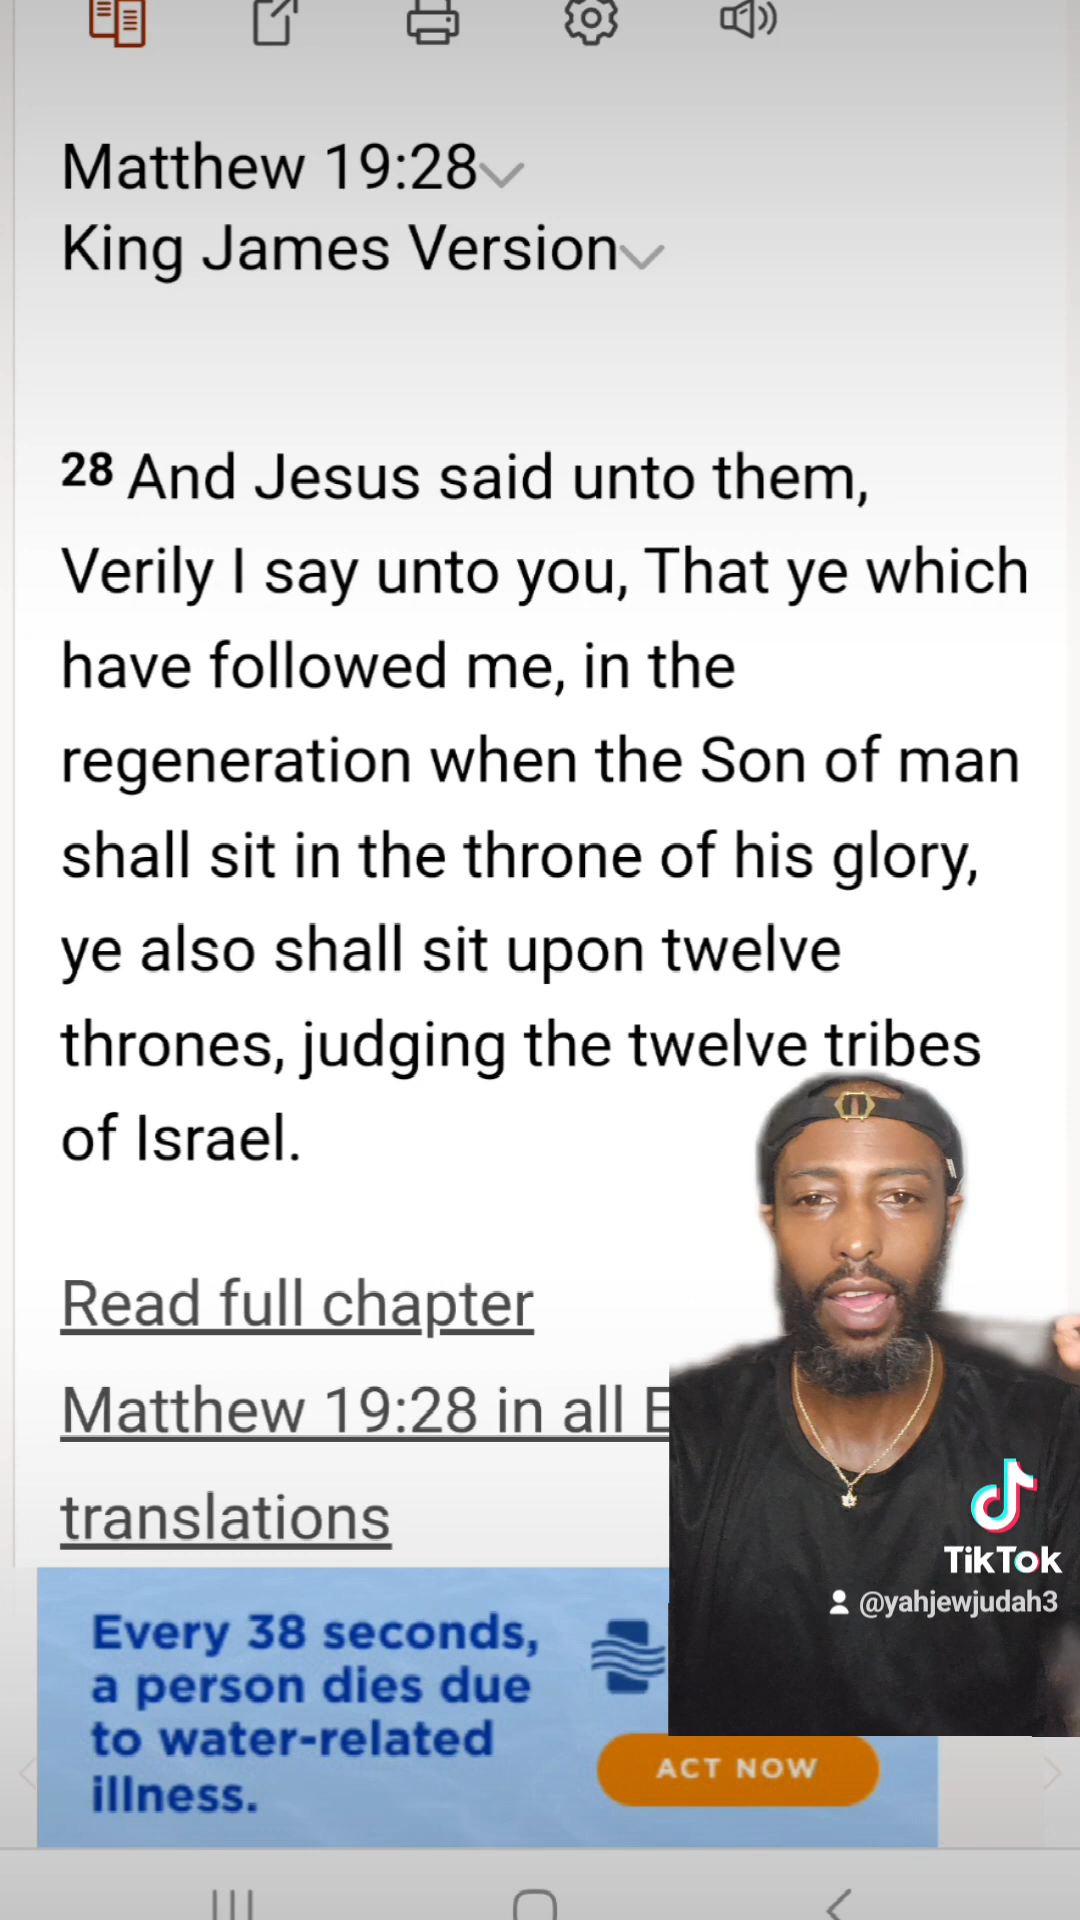 Matthew 19:28
King James Version
28 And Jesus said unto them,
Verily I say unto you, That ye which
have followed me, in the
regeneration when the Son of man
shall sit in the throne of his glory,
ye also shall sit upon twelve
thrones, judging the twelve tribes
of Israel.
Read full chapter
Matthew 19:28 in all E
translations
Every 38 seconds,
a person dies due
to water-related
illness.
ACT NOW
TikTok
@yahjewjudah3